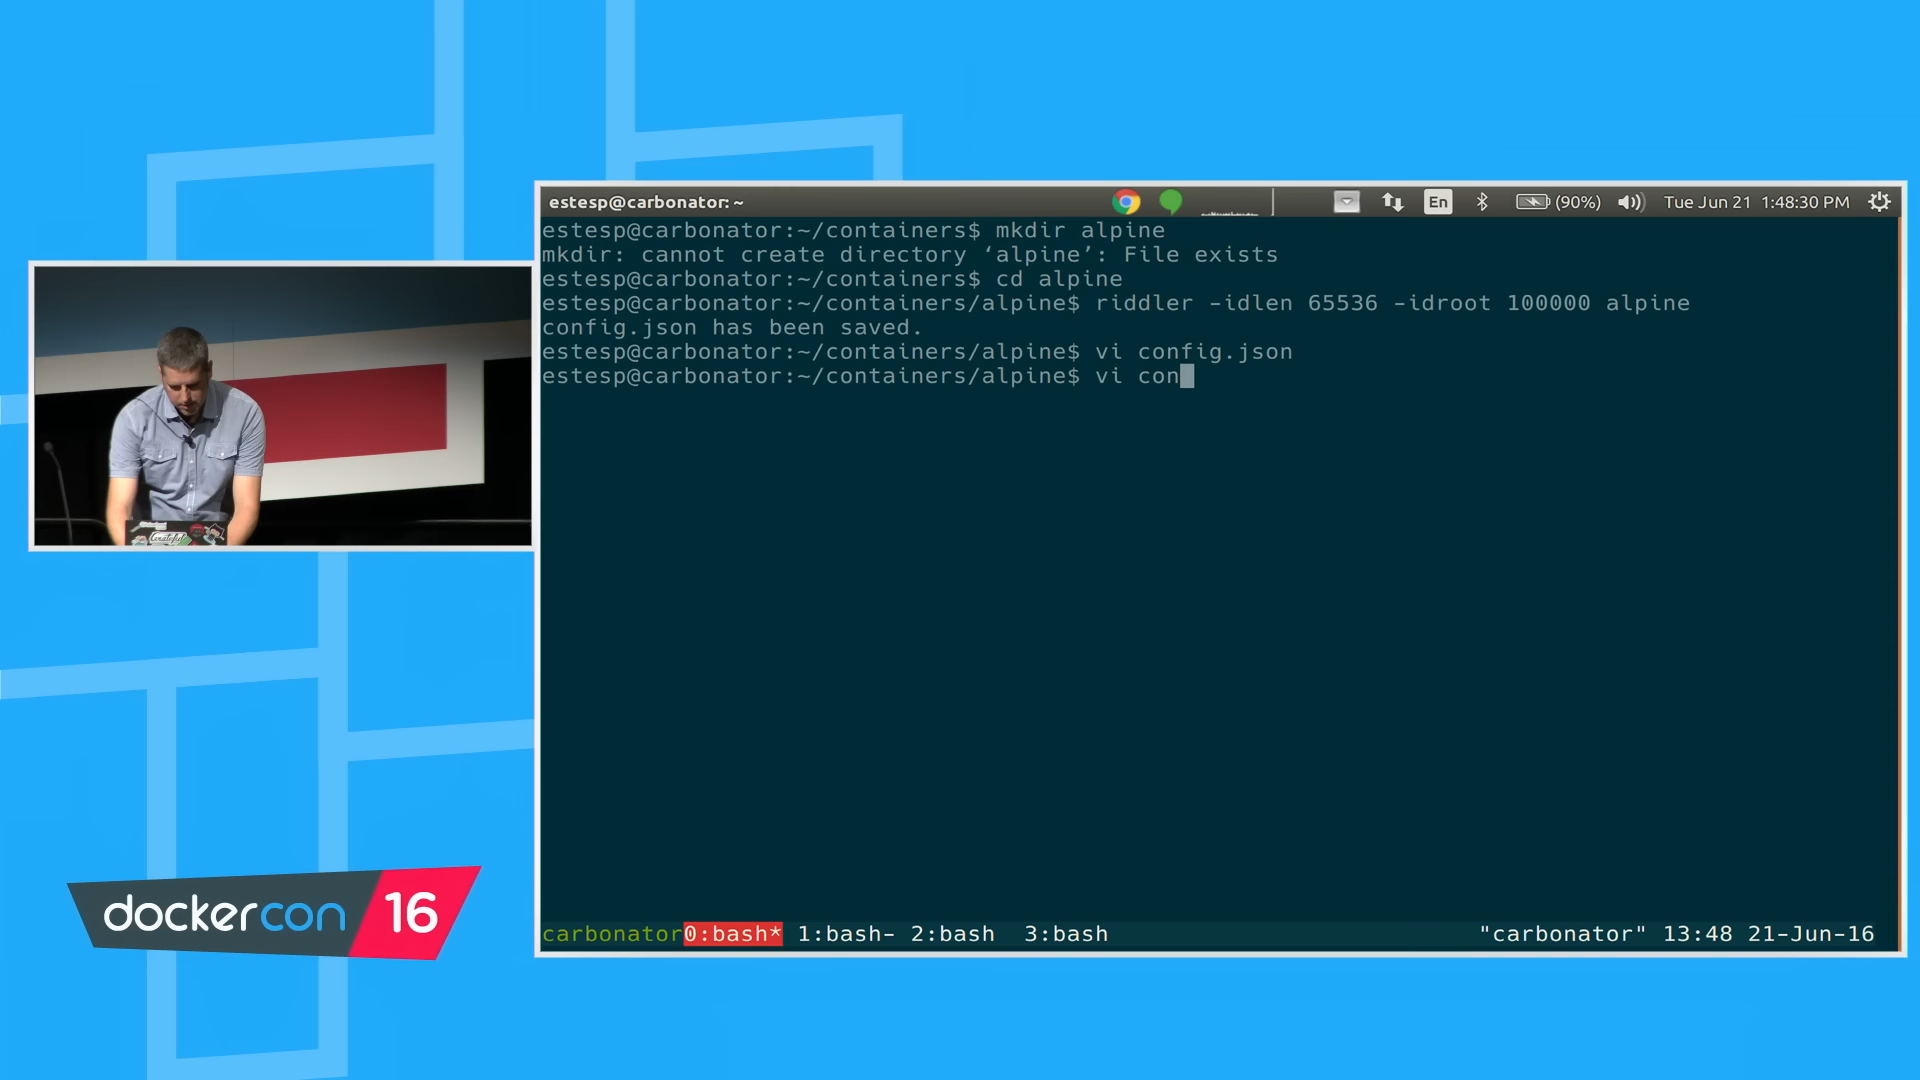 estesp@carbonator: ~
En
(90%)
Tue Jun 21 1:48:30 PM
estesp@carbonator:~/containers$ mkdir alpine
mkdir: cannot create directory ‘alpine’: File exists
estesp@carbonator:~/containers$ cd alpine
estesp@carbonator:~/containers/alpine$ riddler -idlen 65536 -idroot 100000 alpine
config.json has been saved.
estesp@carbonator:~/containers/alpine$ vi config.json
estesp@carbonator:~/containers/alpine$ vi con
Grateful
dockercon 16
carbonator 0:bash* 1:bash- 2:bash 3:bash "carbonator" 13:48 21-Jun-16